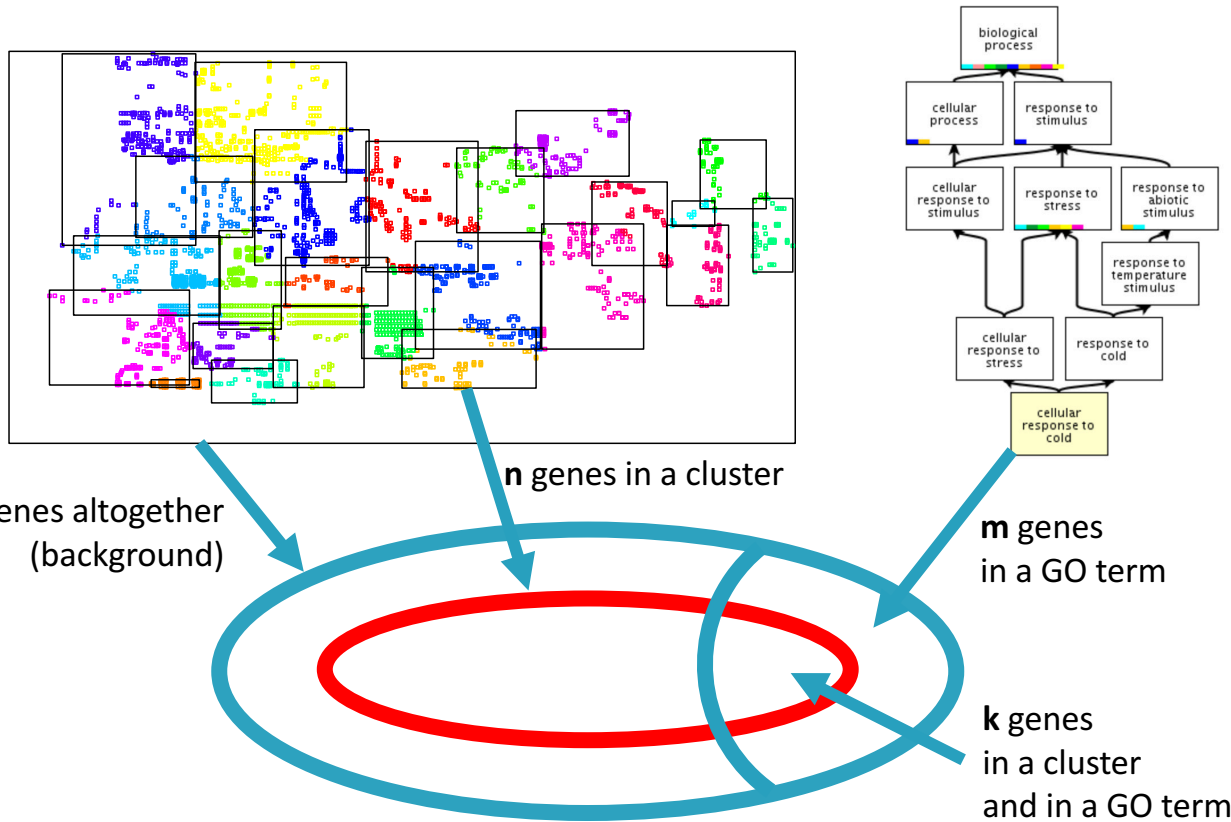 biological
process
cellular
process
response to
stimulus
cellular
response to
stimulus
response to
stress
response to
abiotic
stimulus
response to
temperature
stimulus
cellular
response to
stress
response to
cold
cellular
response to
cold
n genes in a cluster
altogether
(background)
m genes
in a GO term
k genes
in a cluster
and in a GO term